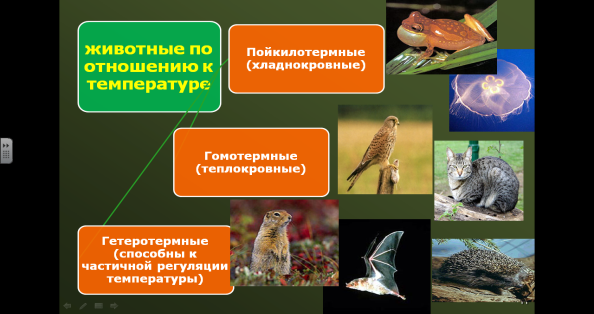 животные по
отношению к
температуре
Пойкилотермные
(хладнокровные)
Гомотермные
(теплокровные)
Гетеротермные
(способны к
частичной регуляции
температуры)